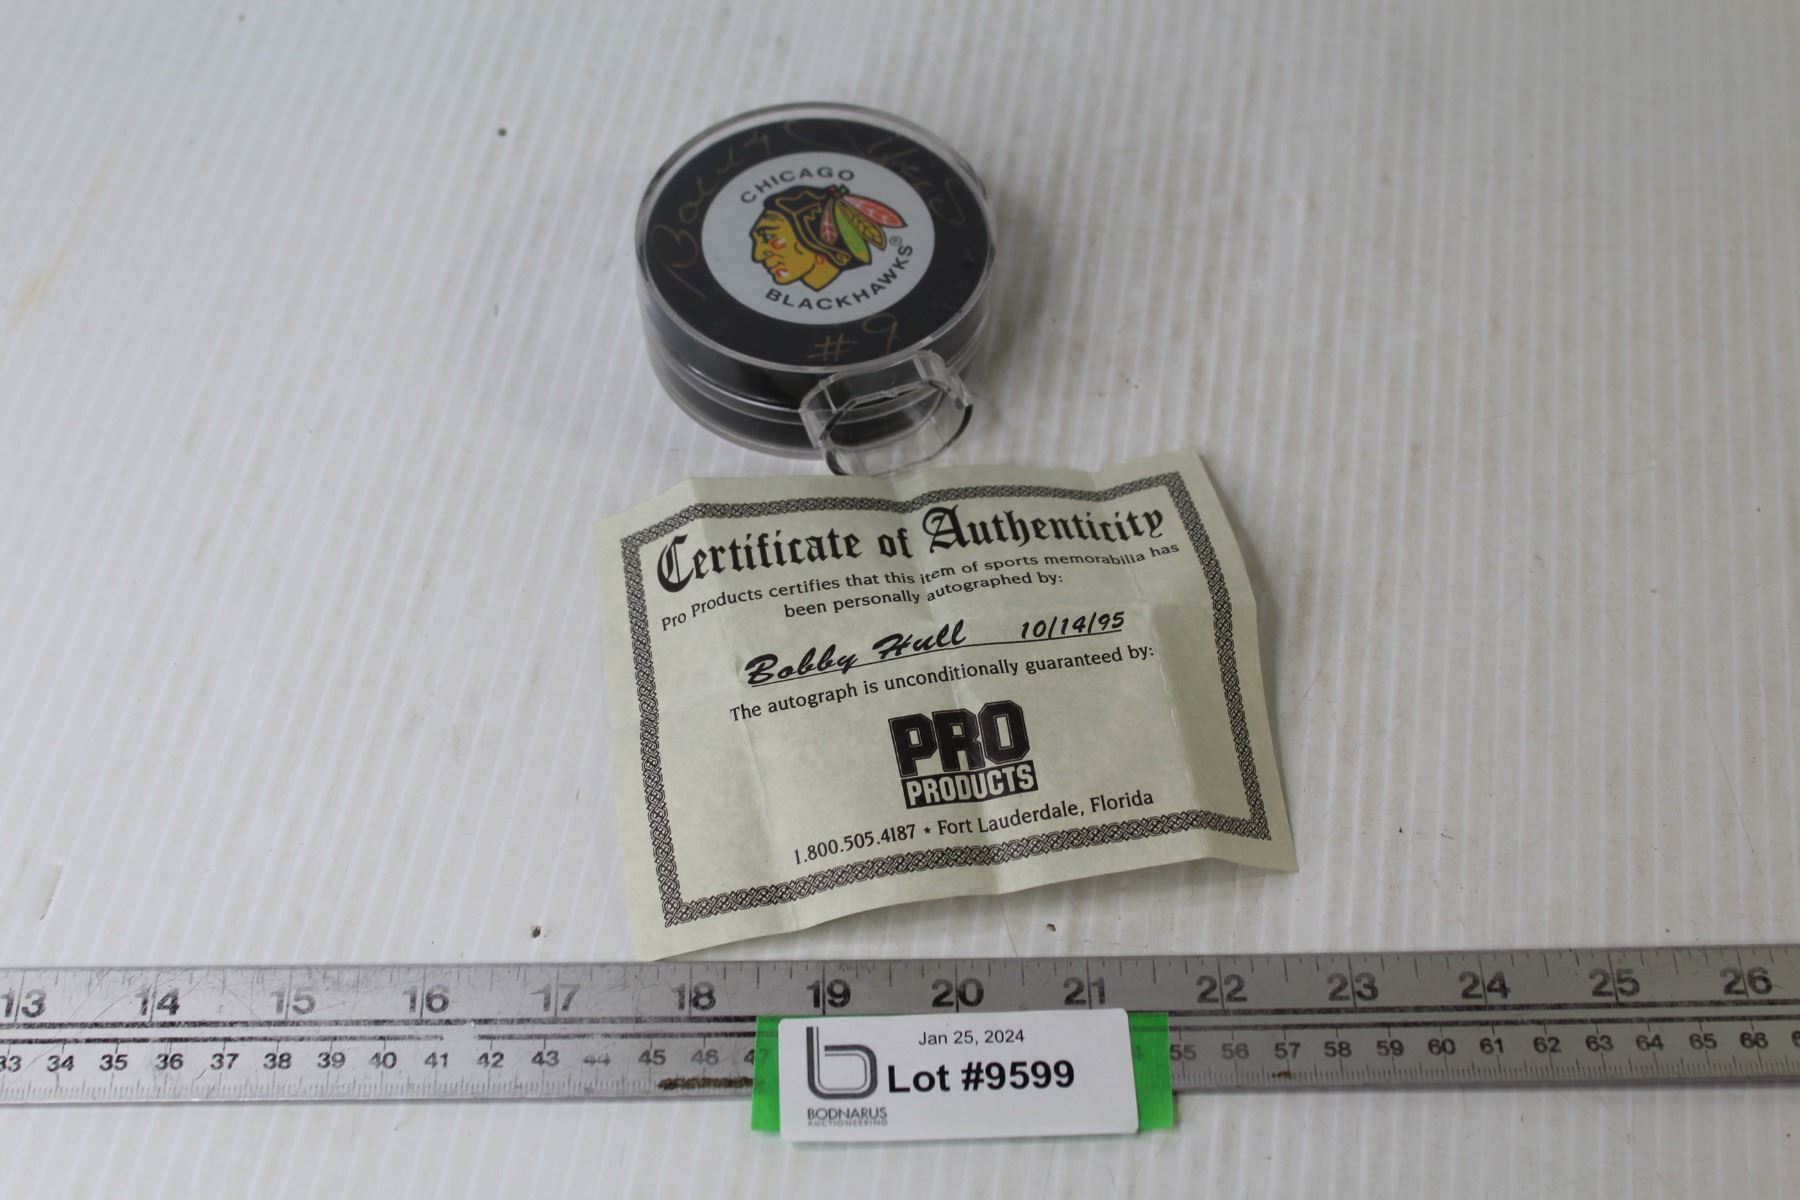 Bobby Hull
CHICAGO
BLACKHAWKS®
#9
Certificate of Authenticity
Pro Products certifies that this item of sports memorabilia has
been personally autographed by:
Bobby Hull 10/14/95
The autograph is unconditionally guaranteed by:
PRO
PRODUCTS
1.800.505.4187 * Fort Lauderdale, Florida
13 14 15 16 17 18 19 20 21 22 23 24 25 26
33 34 35 36 37 38 39 40 41 42 43 44 45 46 47 55 56 57 58 59 60 61 62 63 64 65 66
Jan 25, 2024
Lot #9599
BODNARUS
AUCTIONEERING